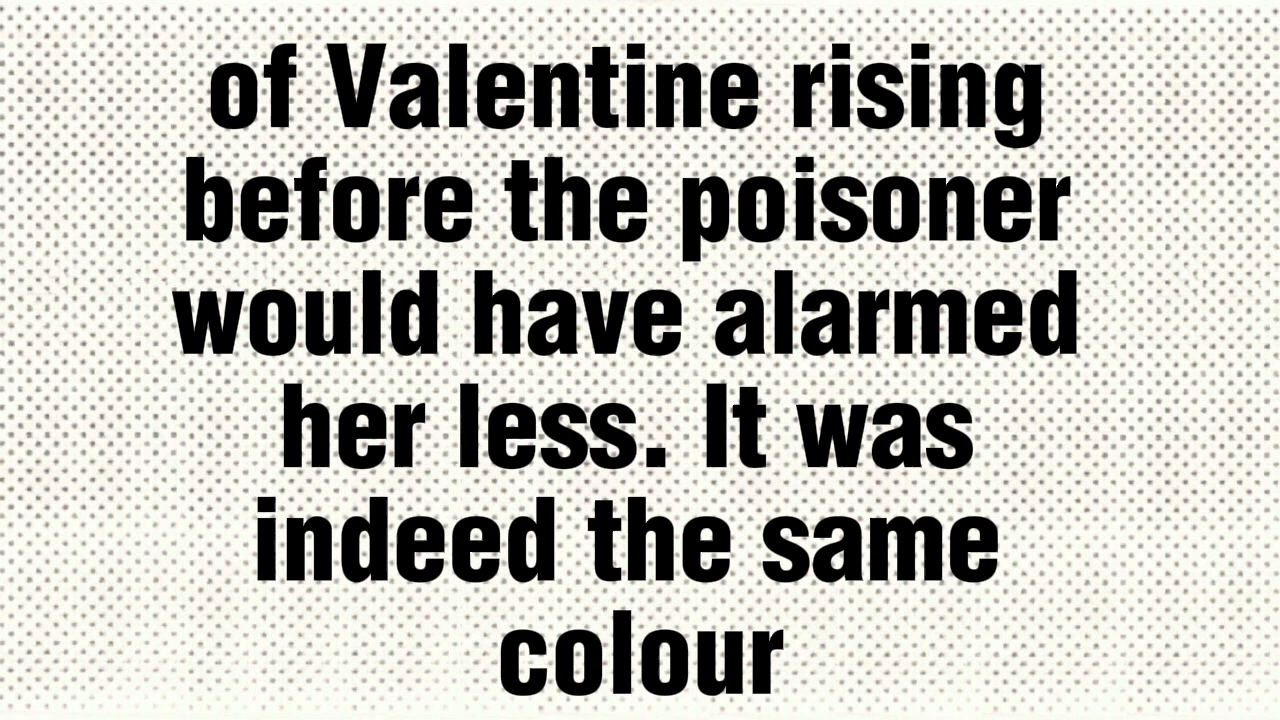 of Valentine rising
before the poisoner
would have alarmed
her less. It was
indeed the same
colour